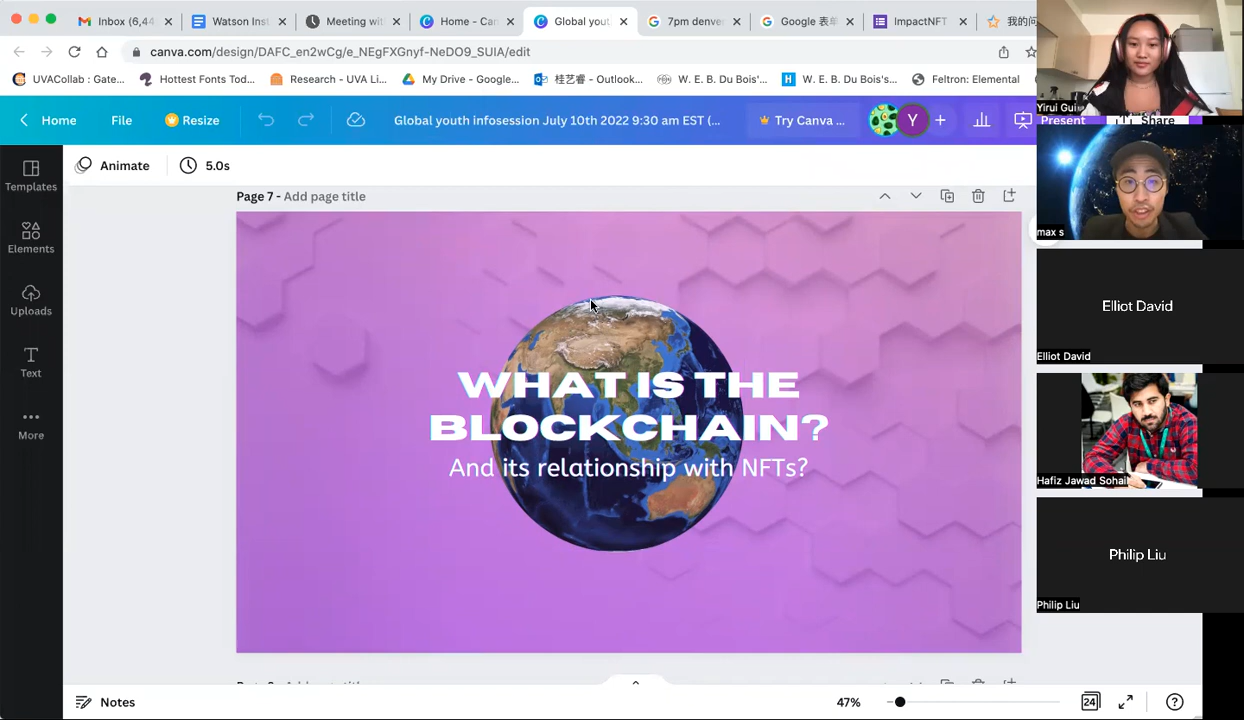 Inbox (6,44
Watson Inst
Meeting wit
Home - Can
Global yout
7pm denver
Google 表单
ImpactNFT
我的问
canva.com/design/DAFC_en2wCg/e_NEgFXGnyf-NeDO9_SUIA/edit
UVACollab : Gate...
Hottest Fonts Tod...
Research - UVA Li...
My Drive - Google...
桂艺睿 - Outlook...
W. E. B. Du Bois'...
W. E. B. Du Bois's...
Feltron: Elemental
Home
File
Resize
Global youth infosession July 10th 2022 9:30 am EST (...
Try Canva ...
Y
Present
Share
Templates
Elements
Uploads
Text
More
Animate
5.0s
Page 7 - Add page title
WHAT IS THE
BLOCKCHAIN?
And its relationship with NFTs?
Notes
47%
24
Yirui Gui
max s
Elliot David
Elliot David
Hafiz Jawad Sohail
Philip Liu
Philip Liu